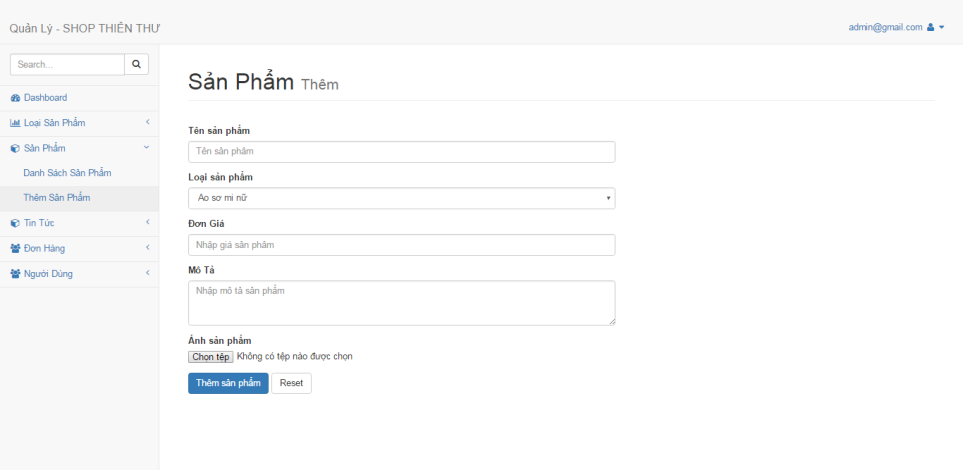 Quản Lý - SHOP THIÊN THƯ
admin@gmail.com
Search...
Dashboard
Loại Sản Phẩm
Sản Phẩm
Danh Sách Sản Phẩm
Thêm Sản Phẩm
Tin Tức
Đơn Hàng
Người Dùng
Sản Phẩm Thêm
Tên sản phẩm
Tên sản phẩm
Loại sản phẩm
Ao sơ mi nữ
Đơn Giá
Nhập giá sản phẩm
Mô Tả
Nhập mô tả sản phẩm
Ảnh sản phẩm
Chọn tệp Không có tệp nào được chọn
Thêm sản phẩm Reset